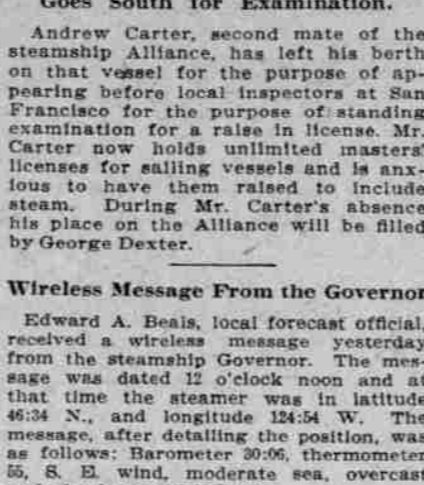 Goes South for Examination.
Andrew Carter, second mate of the
steamship Alliance, has left his berth
on that vessel for the purpose of ap-
pearing before local inspectors at San
Francisco for the purpose of standing
examination for a raise in license. Mr.
Carter now holds unlimited masters'
licenses for sailing vessels and is anx-
ious to have them raised to include
steam. During Mr. Carter's absence
his place on the Alliance will be filled
by George Dexter.
Wireless Message From the Governor
Edward A. Beals, local forecast official,
received a wireless message yesterday
from the steamship Governor. The mes-
sage was dated 12 o'clock noon and at
that time the steamer was in latitude
46:34 N., and longitude 124:54 W. The
message, after detailing the position, was
as follows: Barometer 30:06, thermometer
55, S. E. wind, moderate sea, overcast